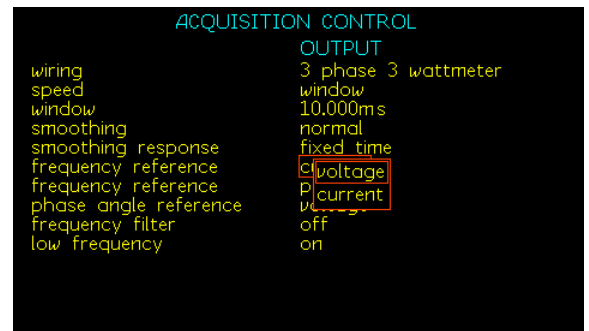 ACQUISITION CONTROL
OUTPUT
wiring 3 phase 3 wattmeter
speed window
window 10.000ms
smoothing normal
smoothing response fixed time
frequency reference voltage
frequency reference current
phase angle reference
frequency filter off
low frequency on